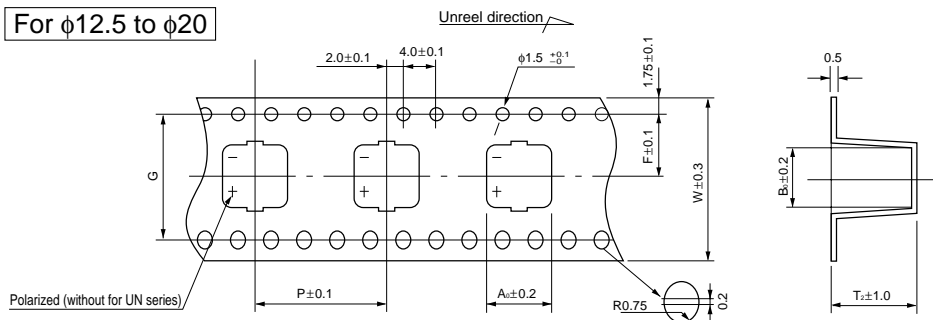 For ϕ12.5 to ϕ20
Unreel direction
2.0±0.1
4.0±0.1
ϕ1.5 +0.1 −0
1.75±0.1
0.5
G
F±0.1
W±0.3
B₀±0.2
− − −
+ + +
Polarized (without for UN series)
P±0.1
A₀±0.2
R0.75
0.2
T₂±1.0